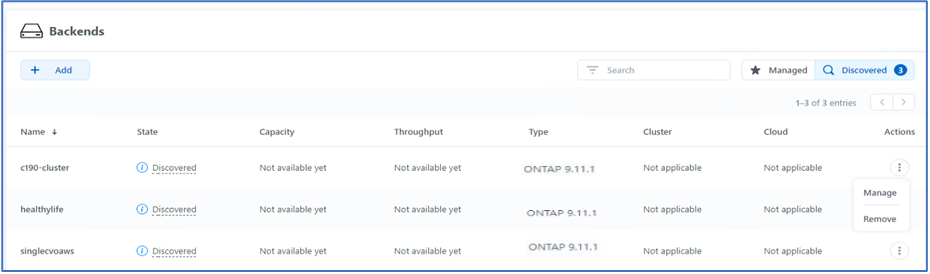 Backends
+ Add
Search
Managed
Discovered 3
1–3 of 3 entries
Name ↓ State Capacity Throughput Type Cluster Cloud Actions
c190-cluster Discovered Not available yet Not available yet ONTAP 9.11.1 Not applicable Not applicable
Manage
healthylife Discovered Not available yet Not available yet ONTAP 9.11.1 Not applicable Not applicable
Remove
singlecvoaws Discovered Not available yet Not available yet ONTAP 9.11.1 Not applicable Not applicable